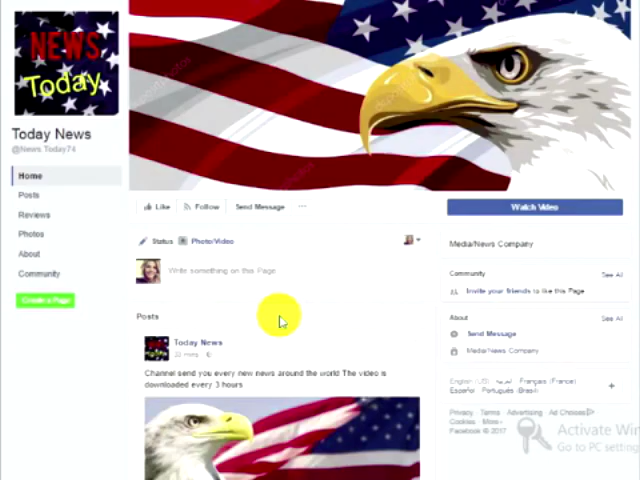 NEWS
Today
Today News
@News.Today74
Home
Posts
Reviews
Photos
About
Community
Create a Page
Like
Follow
Send Message
Status
Photo/Video
Write something on this Page
Posts
Today News
22 mins
Channel send you every new news around the world The video is
downloaded every 3 hours
Watch Video
Media/News Company
Community
See All
Invite your friends to like this Page
About
See All
Send Message
Media/News Company
English (US) · العربية · Français (France)
Español · Português (Brasil)
Privacy · Terms · Advertising · Ad Choices
Cookies · More
Facebook © 2017
Activate Win
Go to PC setting